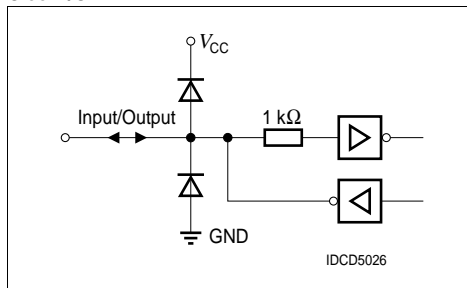 VCC
Input/Output
1 kΩ
GND
IDCD5026